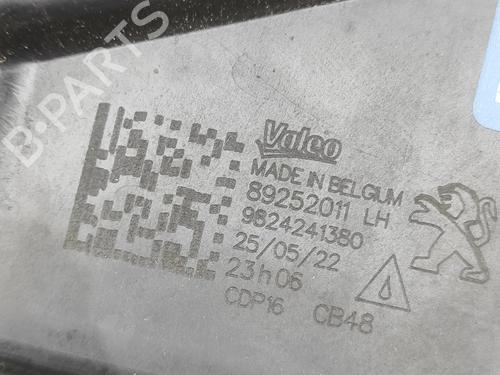 Valeo
MADE IN BELGIUM
89252011 LH
9824241380
25/05/22
23h06
CDP16 CB48
B-PARTS